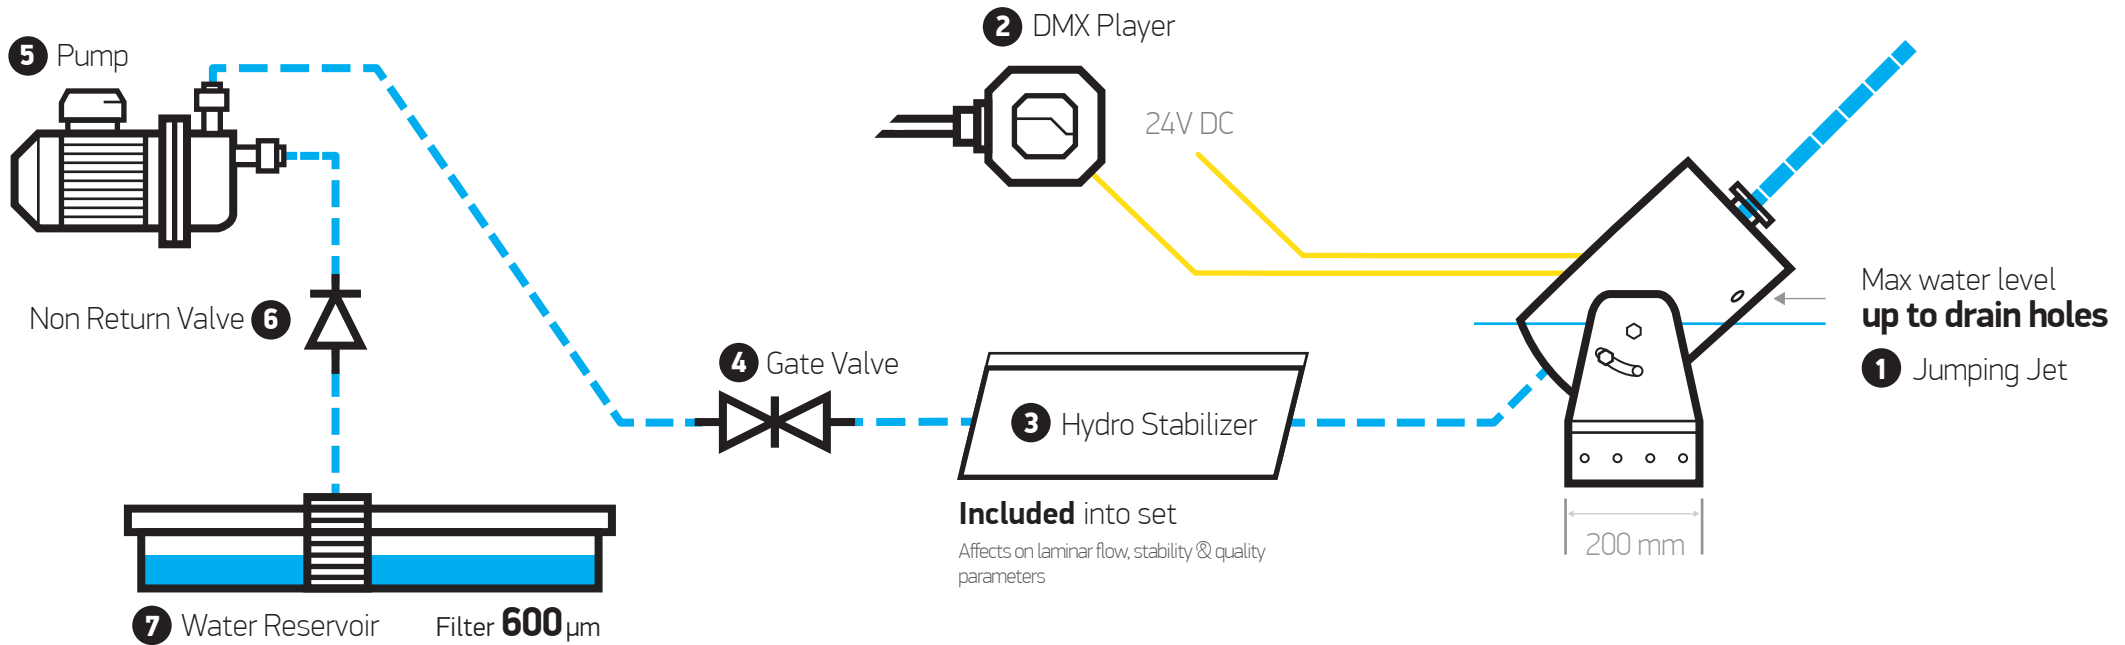 2 DMX Player
5 Pump
24V DC
Max water level
up to drain holes
Non Return Valve 6
4 Gate Valve
1 Jumping Jet
3 Hydro Stabilizer
Included into set
Affects on laminar flow, stability & quality
parameters
200 mm
7 Water Reservoir
Filter 600 µm